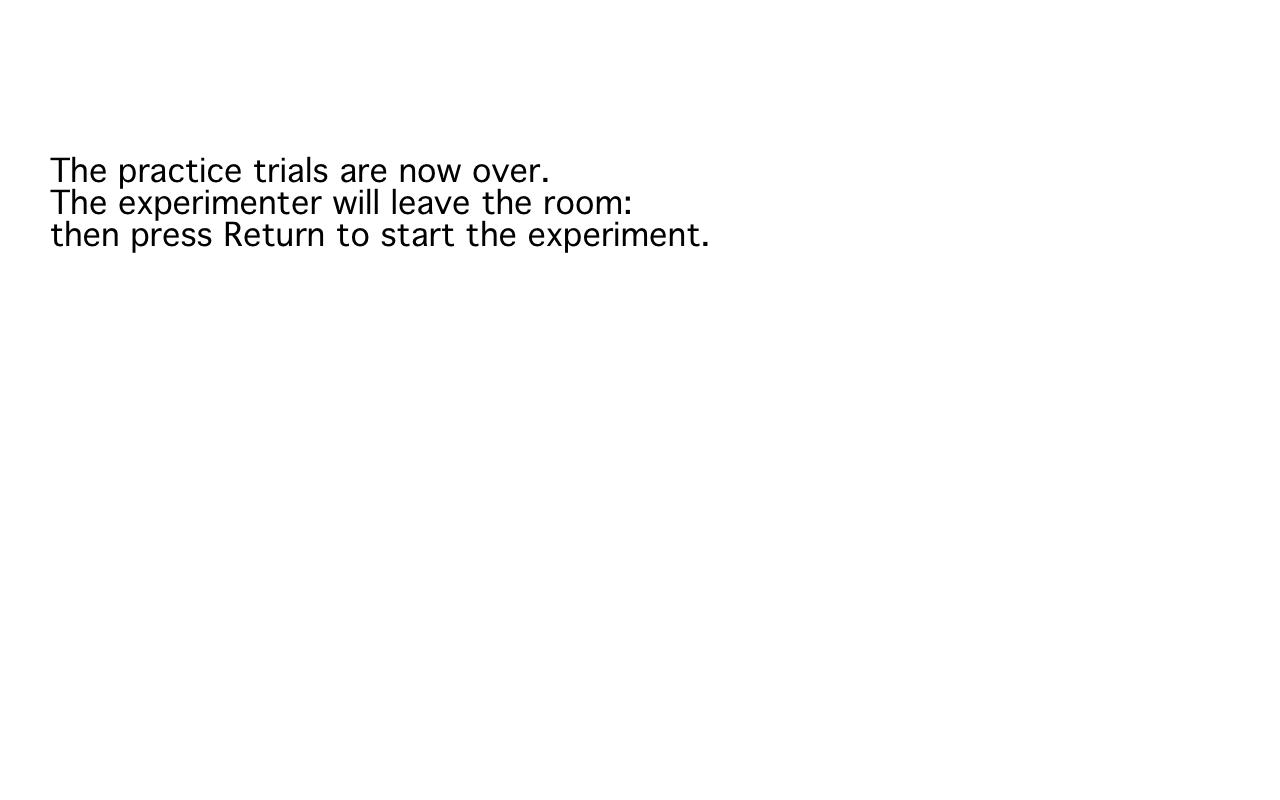 The practice trials are now over.
The experimenter will leave the room:
then press Return to start the experiment.